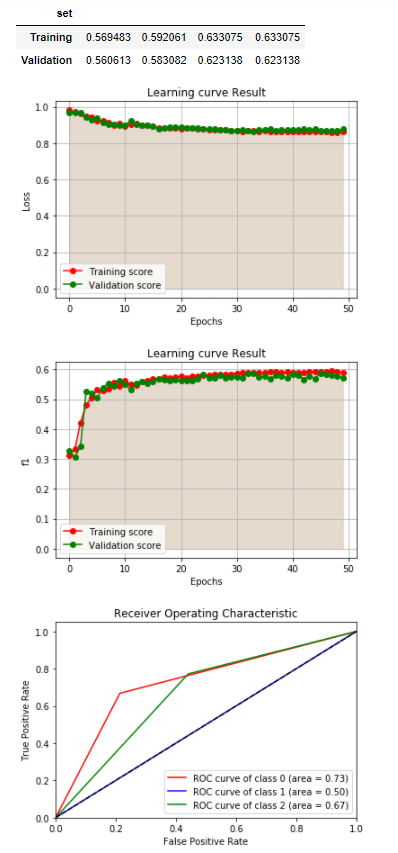 set
Training 0.569483 0.592061 0.633075 0.633075
Validation 0.560613 0.583082 0.623138 0.623138
Learning curve Result
1.0
0.8
0.6
0.4
0.2
0.0
Loss
Training score
Validation score
0 10 20 30 40 50
Epochs
Learning curve Result
0.6
0.5
0.4
0.3
0.2
0.1
0.0
f1
Training score
Validation score
0 10 20 30 40 50
Epochs
Receiver Operating Characteristic
1.0
0.8
0.6
0.4
0.2
0.0
True Positive Rate
ROC curve of class 0 (area = 0.73)
ROC curve of class 1 (area = 0.50)
ROC curve of class 2 (area = 0.67)
0.0 0.2 0.4 0.6 0.8 1.0
False Positive Rate